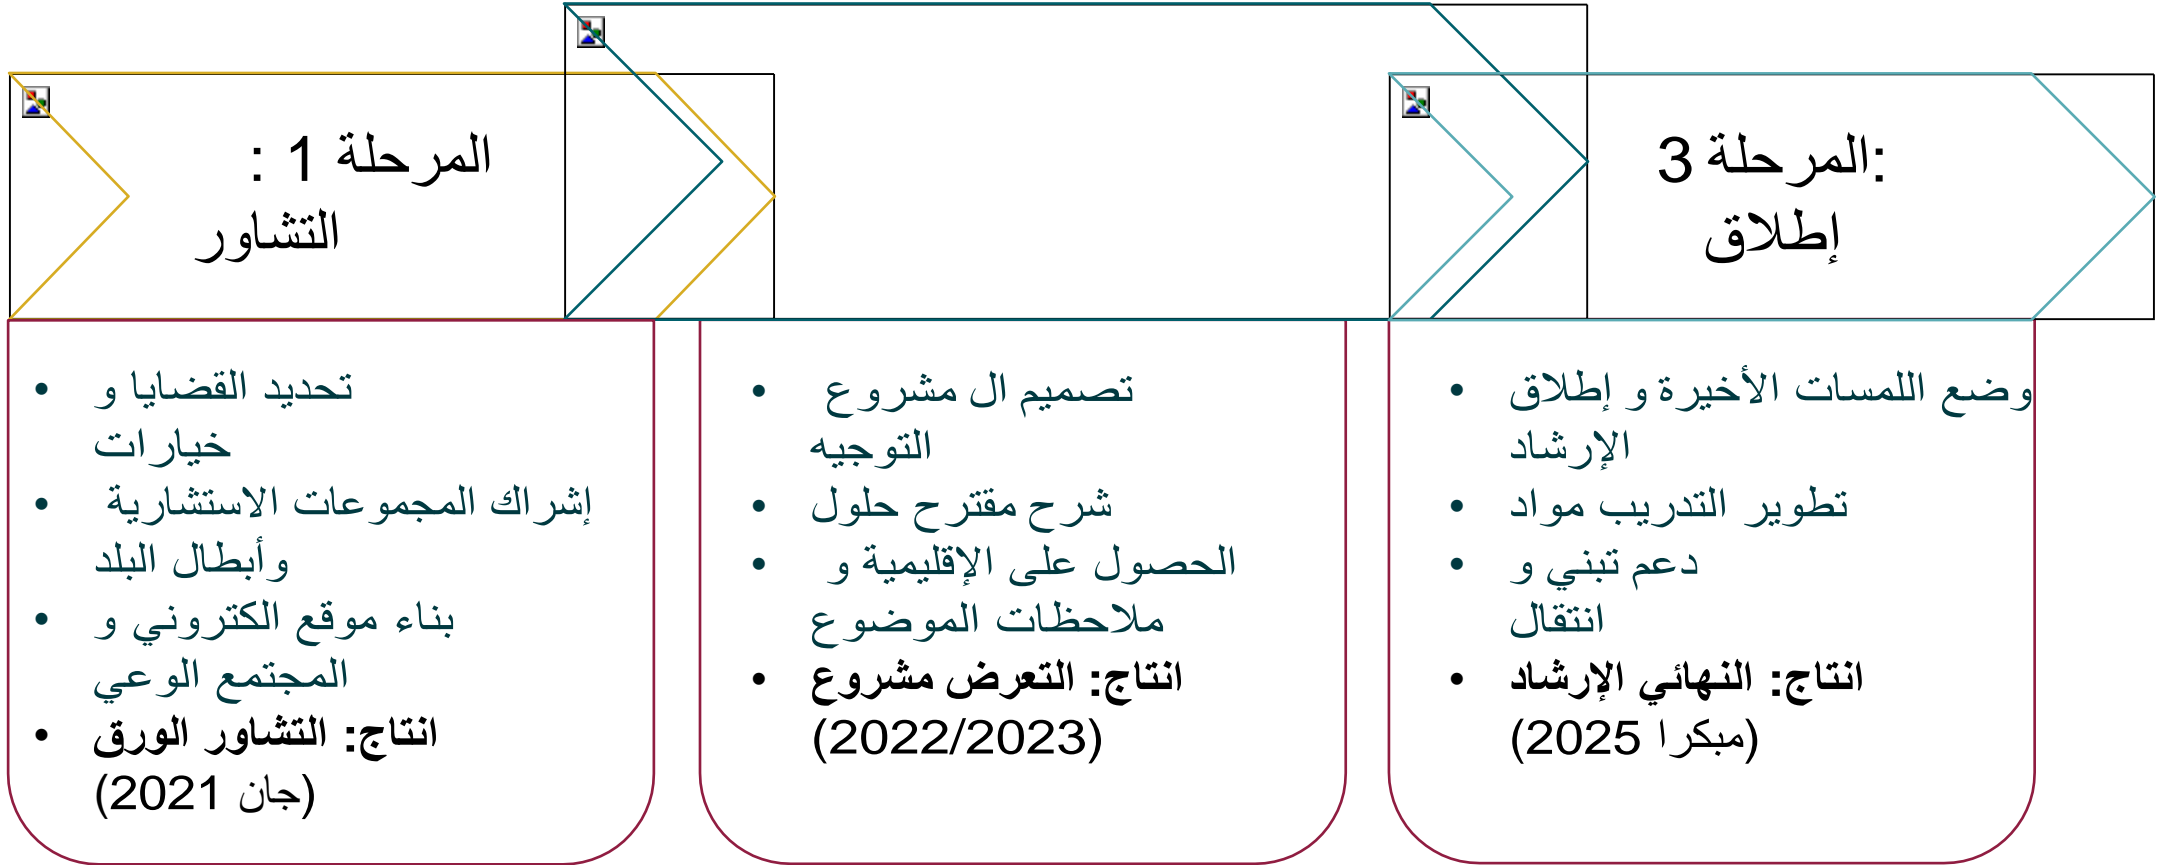 المرحلة 1 :
التشاور
المرحلة 3:
إطلاق
• تحديد القضايا و
خيارات
• إشراك المجموعات الاستشارية
وأبطال البلد
• بناء موقع الكتروني و
المجتمع الوعي
• انتاج: التشاور الورق
(جان 2021)
• تصميم ال مشروع
التوجيه
• شرح مقترح حلول
• الحصول على الإقليمية و
ملاحظات الموضوع
• انتاج: التعرض مشروع
(2022/2023)
• وضع اللمسات الأخيرة و إطلاق
الإرشاد
• تطوير التدريب مواد
• دعم تبني و
انتقال
• انتاج: النهائي الإرشاد
(مبكرا 2025)